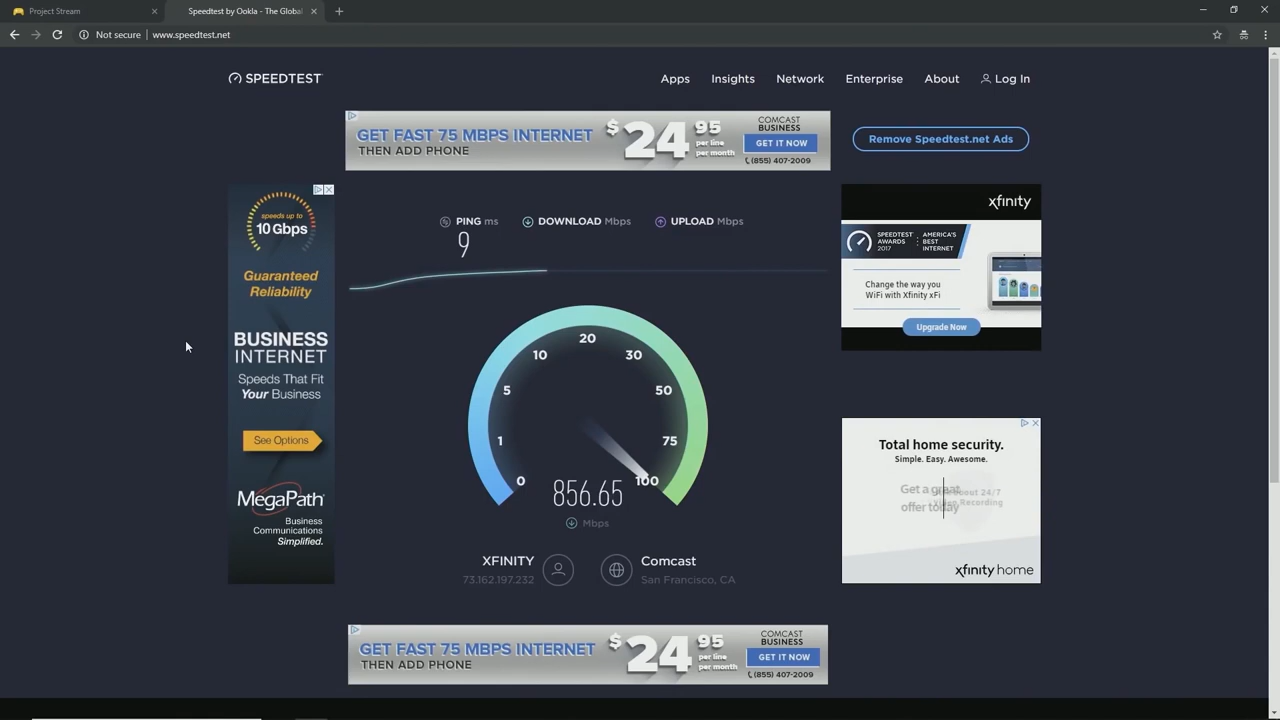 Project Stream
Speedtest by Ookla - The Global
Not secure
www.speedtest.net
SPEEDTEST
Apps
Insights
Network
Enterprise
About
Log In
GET FAST 75 MBPS INTERNET
THEN ADD PHONE
$24 95
per line
per month
COMCAST
BUSINESS
GET IT NOW
(855) 407-2009
Remove Speedtest.net Ads
speeds up to
10 Gbps
Guaranteed
Reliability
BUSINESS
INTERNET
Speeds That Fit
Your Business
See Options
MegaPath
Business
Communications
Simplified.
PING ms
9
DOWNLOAD Mbps
UPLOAD Mbps
0
1
5
10
20
30
50
75
100
856.65
Mbps
XFINITY
73.162.197.232
Comcast
San Francisco, CA
xfinity
SPEEDTEST
AWARDS
2017
AMERICA'S
BEST
INTERNET
Change the way you
WiFi with Xfinity xFi
Upgrade Now
Total home security.
Simple. Easy. Awesome.
Get a great
offer today
24/7
Recording
xfinity home
GET FAST 75 MBPS INTERNET
THEN ADD PHONE
$24 95
per line
per month
COMCAST
BUSINESS
GET IT NOW
(855) 407-2009